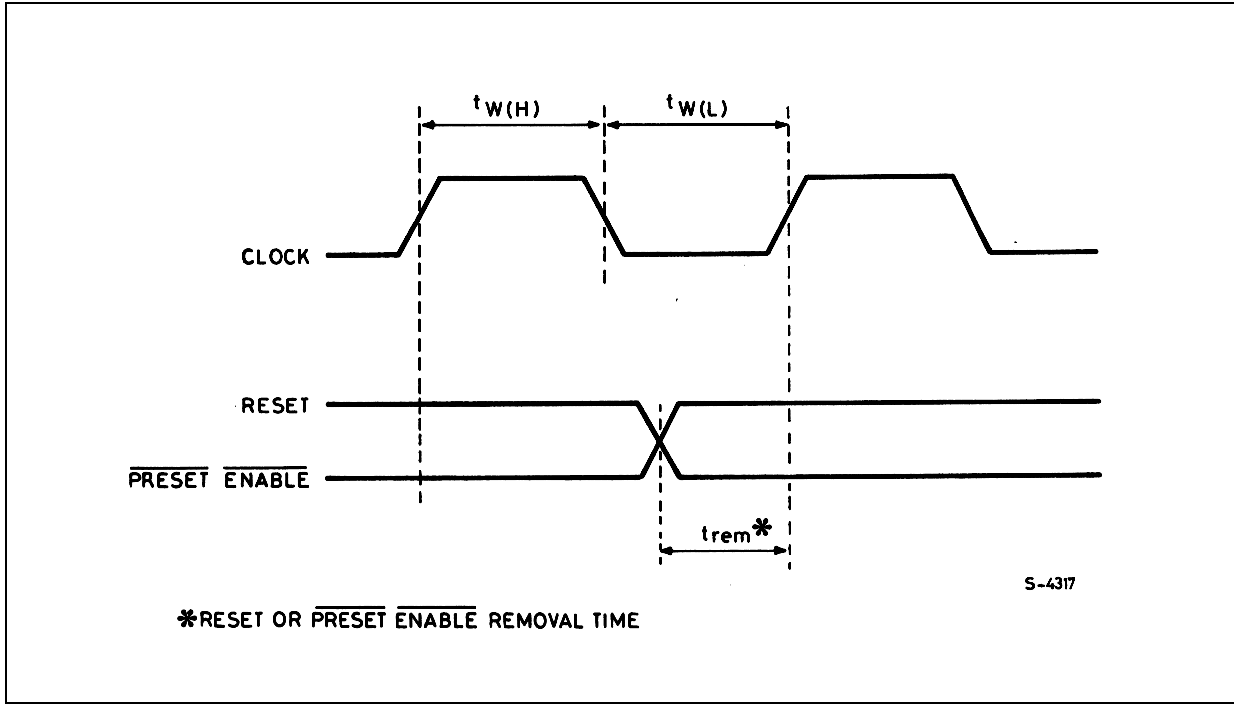 tW(H) tW(L)
CLOCK
RESET
PRESET ENABLE
trem*
S-4317
*RESET OR PRESET ENABLE REMOVAL TIME